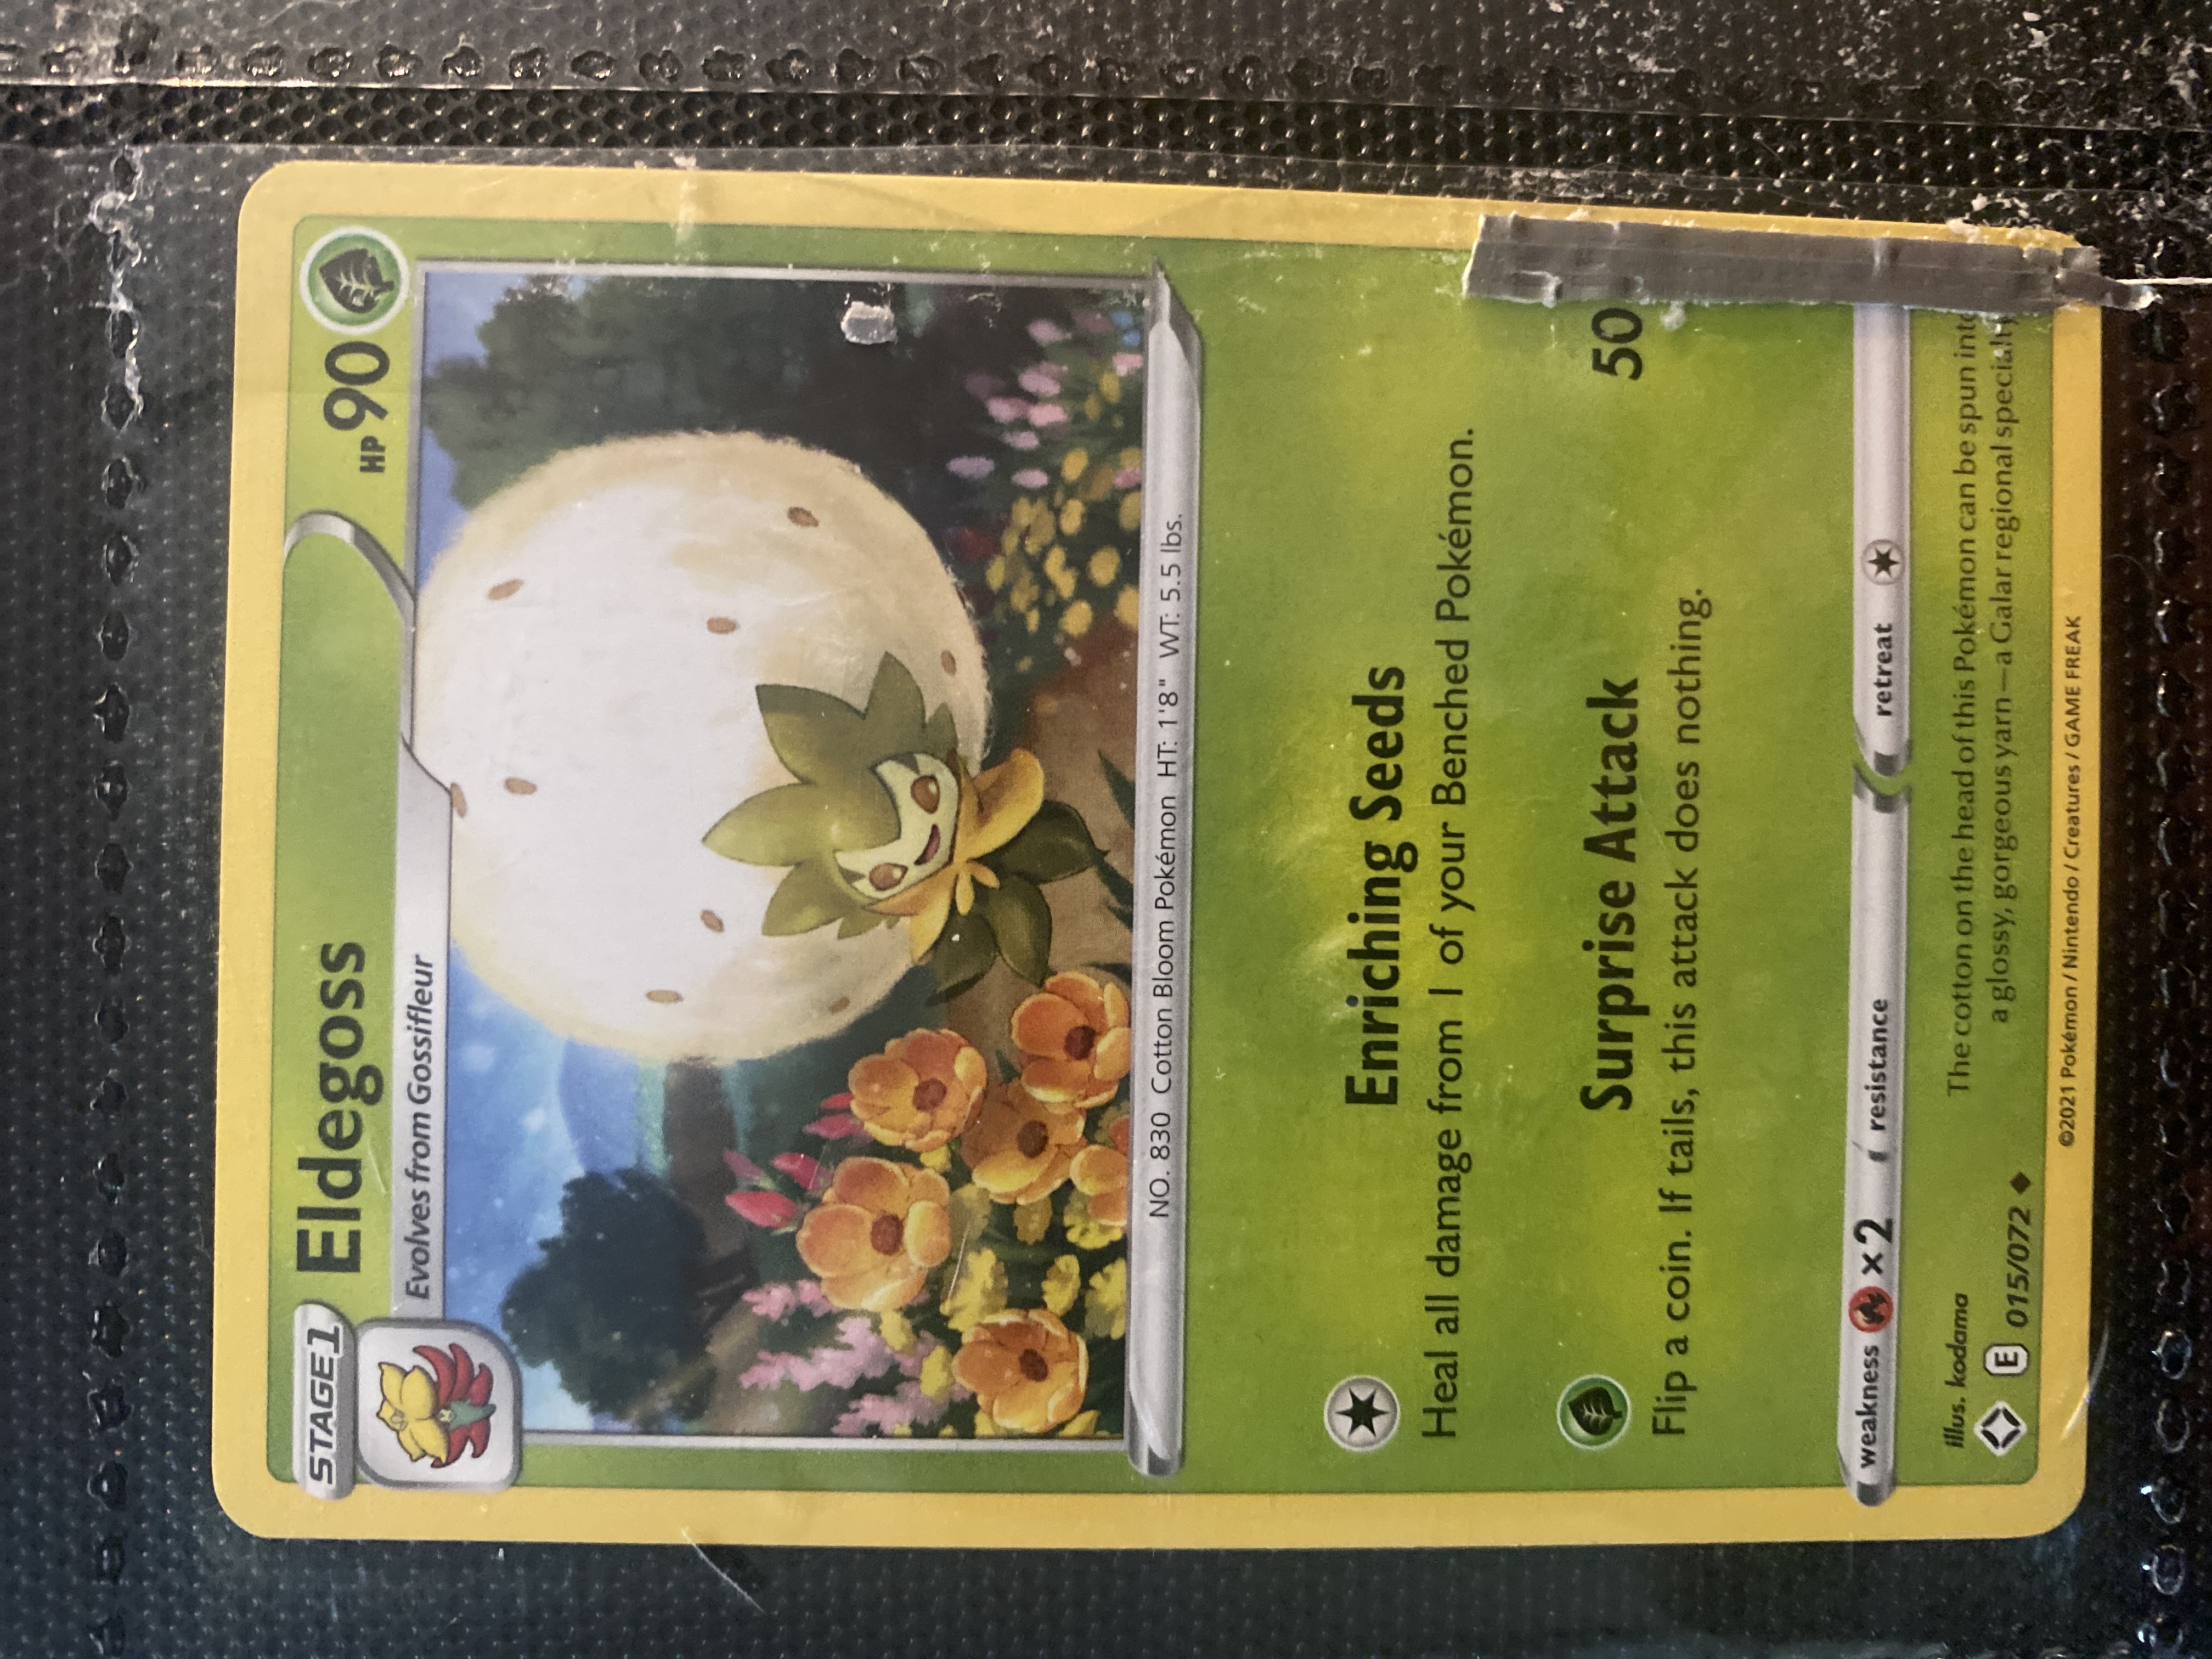 STAGE1
Eldegoss
HP 90
Evolves from Gossifleur
NO. 830 Cotton Bloom Pokémon HT: 1'8" WT: 5.5 lbs.
Enriching Seeds
Heal all damage from 1 of your Benched Pokémon.
Surprise Attack 50
Flip a coin. If tails, this attack does nothing.
weakness ×2 resistance retreat
illus. kodama
The cotton on the head of this Pokémon can be spun into
a glossy, gorgeous yarn—a Galar regional specialty
E 015/072
©2021 Pokémon / Nintendo / Creatures / GAME FREAK